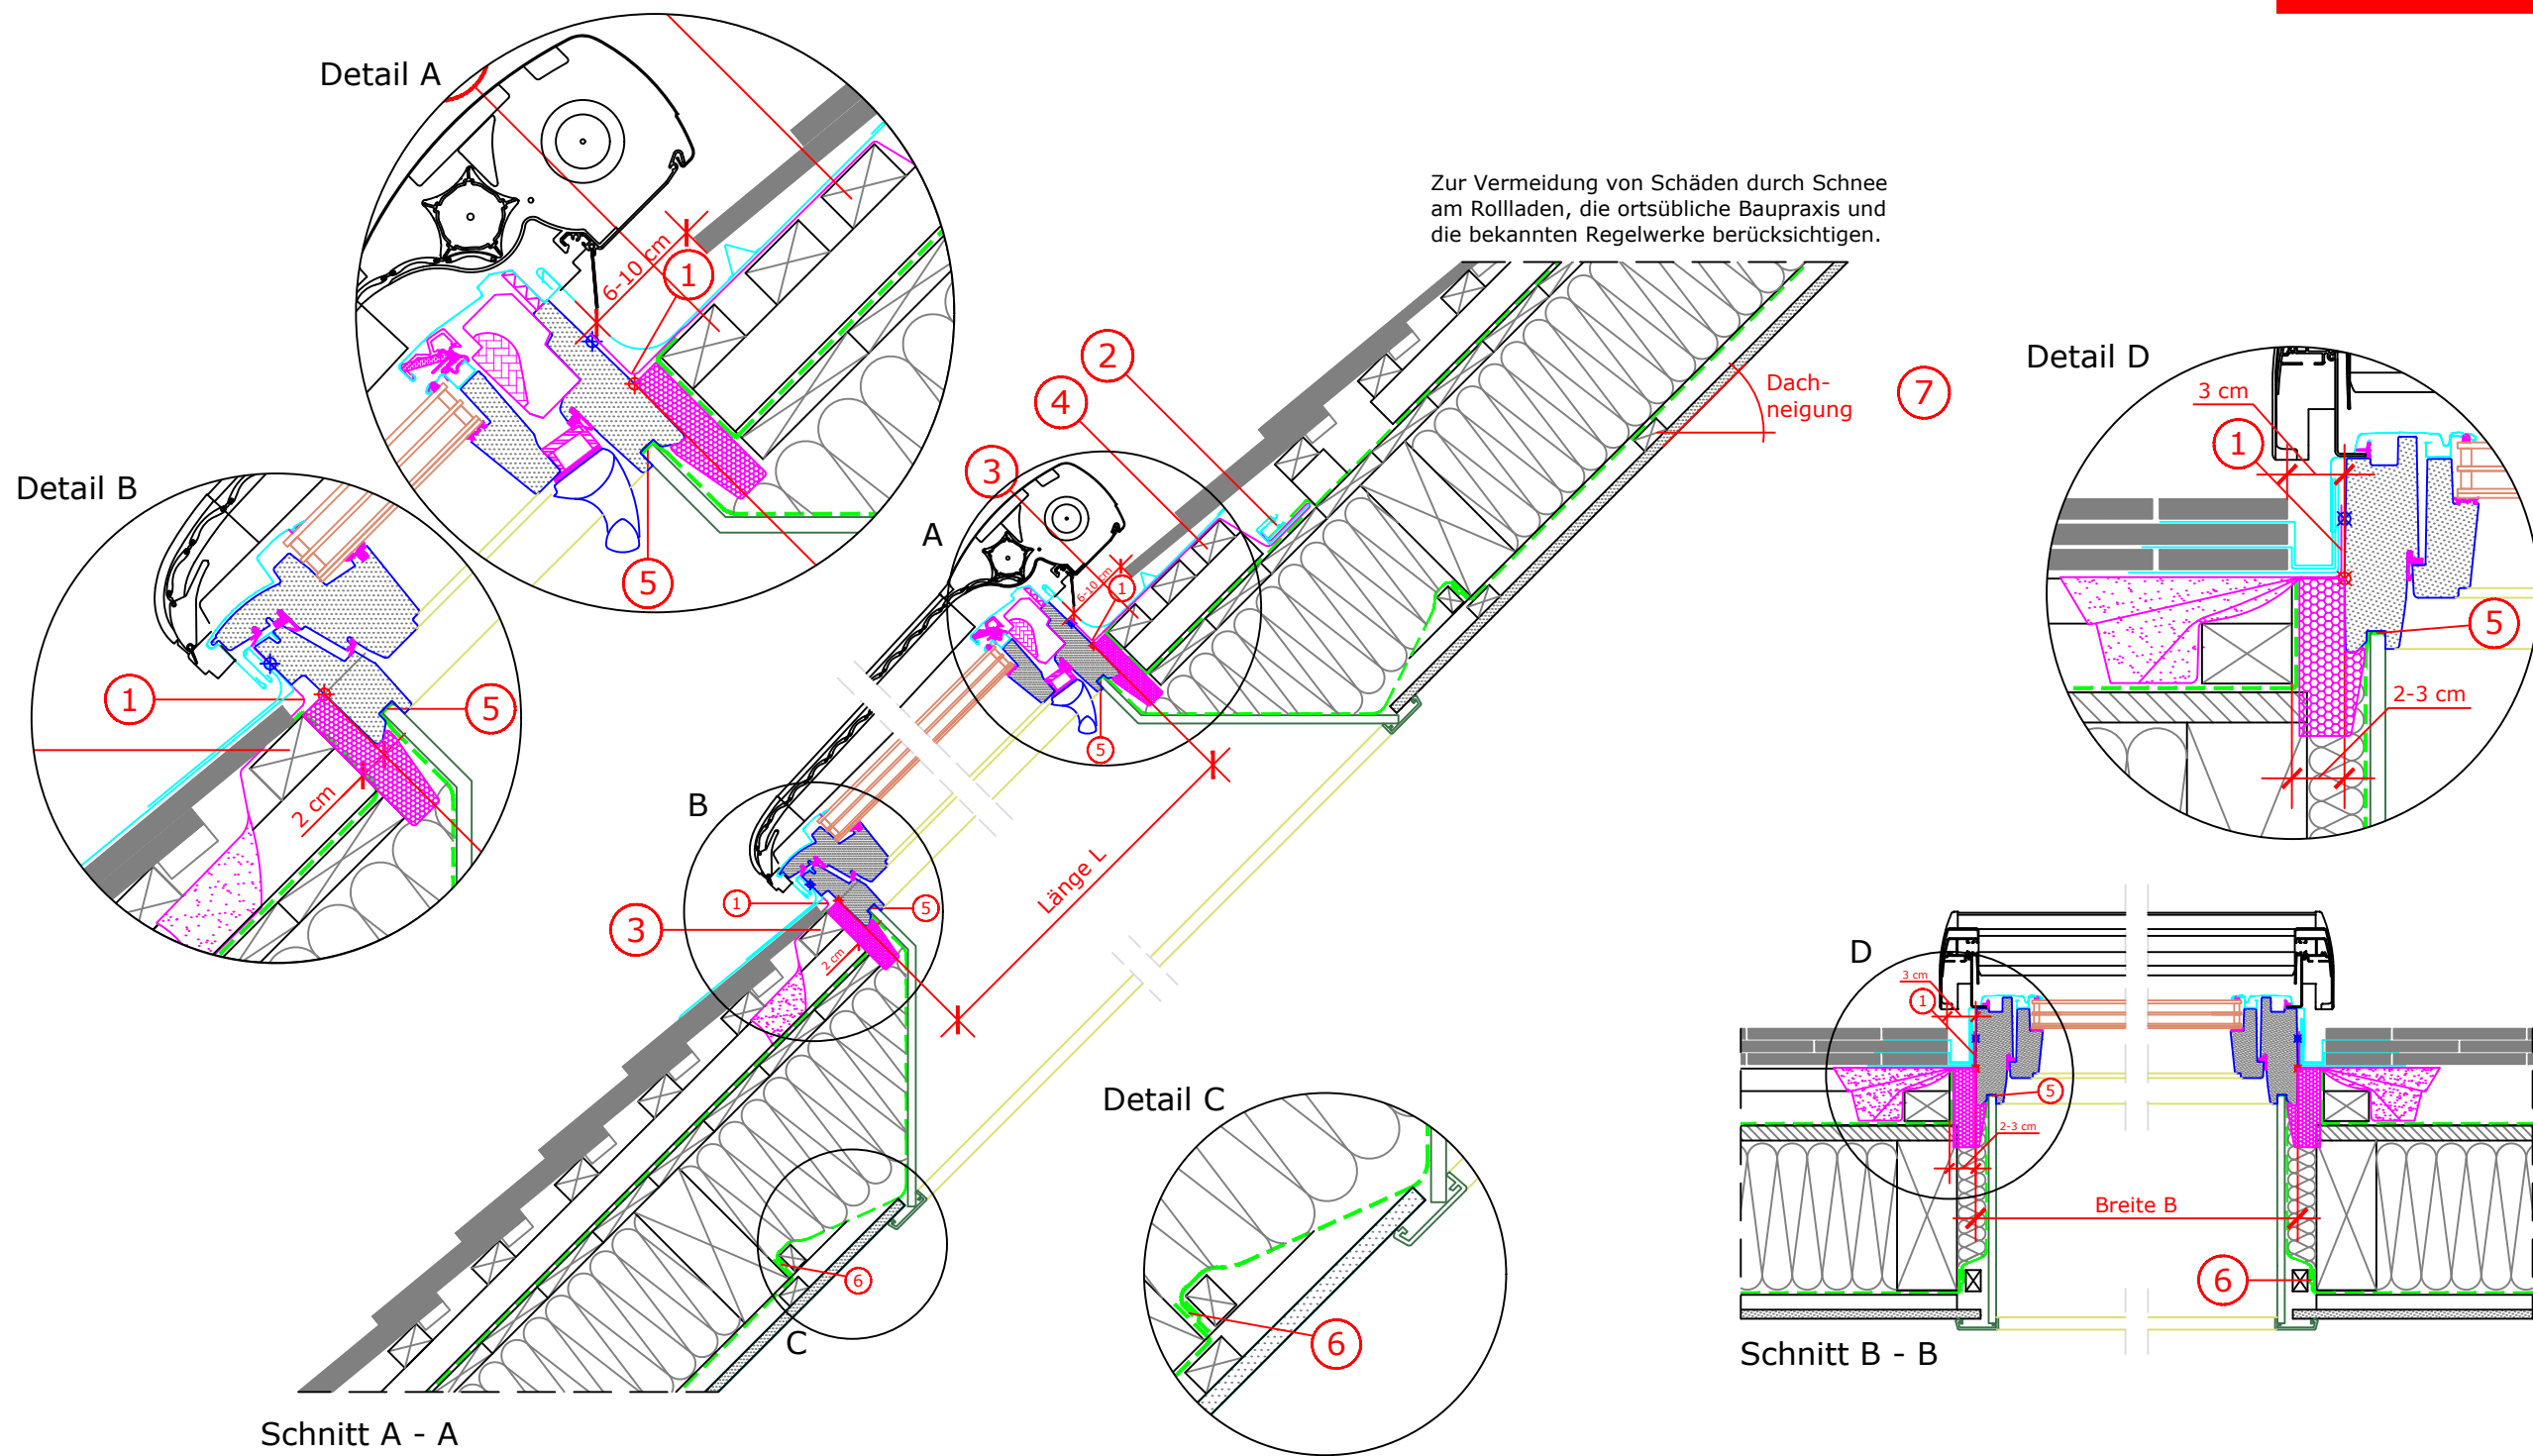 Detail A
6-10 cm
1
5
Zur Vermeidung von Schäden durch Schnee
am Rollladen, die ortsübliche Baupraxis und
die bekannten Regelwerke berücksichtigen.
Detail B
1
5
2 cm
2
4
3
A
6-10 cm
1
5
Dach-
neigung
7
Detail D
3 cm
1
5
2-3 cm
B
1
5
3
2 cm
Länge L
6
C
Schnitt A - A
Detail C
6
D
3 cm
1
5
2-3 cm
Breite B
6
Schnitt B - B